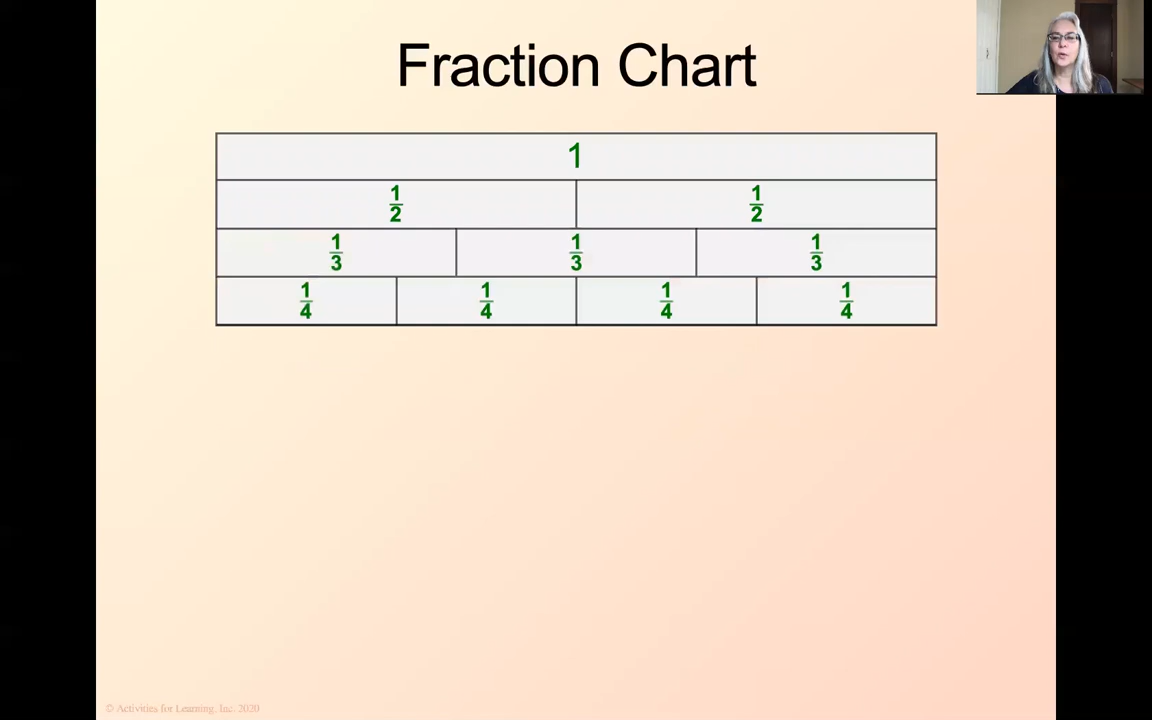 Fraction Chart
1
1/2 1/2
1/3 1/3 1/3
1/4 1/4 1/4 1/4
© Activities for Learning, Inc. 2020